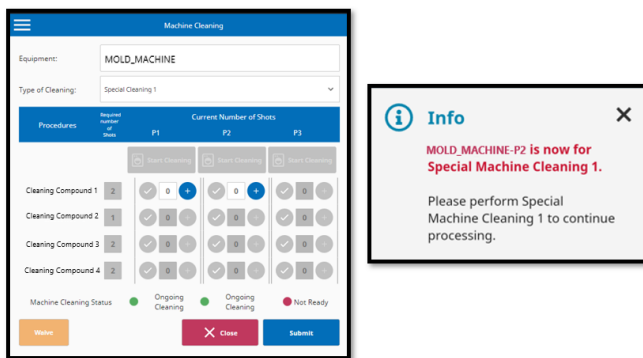 Machine Cleaning
Equipment: MOLD_MACHINE
Type of Cleaning: Special Cleaning 1
Procedures Required number of Shots Current Number of Shots
P1 P2 P3
Start Cleaning Start Cleaning Start Cleaning
Cleaning Compound 1 2 0 + 0 + 0 +
Cleaning Compound 2 1 0 + 0 + 0 +
Cleaning Compound 3 2 0 + 0 + 0 +
Cleaning Compound 4 2 0 + 0 + 0 +
Machine Cleaning Status Ongoing Cleaning Ongoing Cleaning Not Ready
Waive X Close Submit
i Info X
MOLD_MACHINE-P2 is now for
Special Machine Cleaning 1.
Please perform Special
Machine Cleaning 1 to continue
processing.